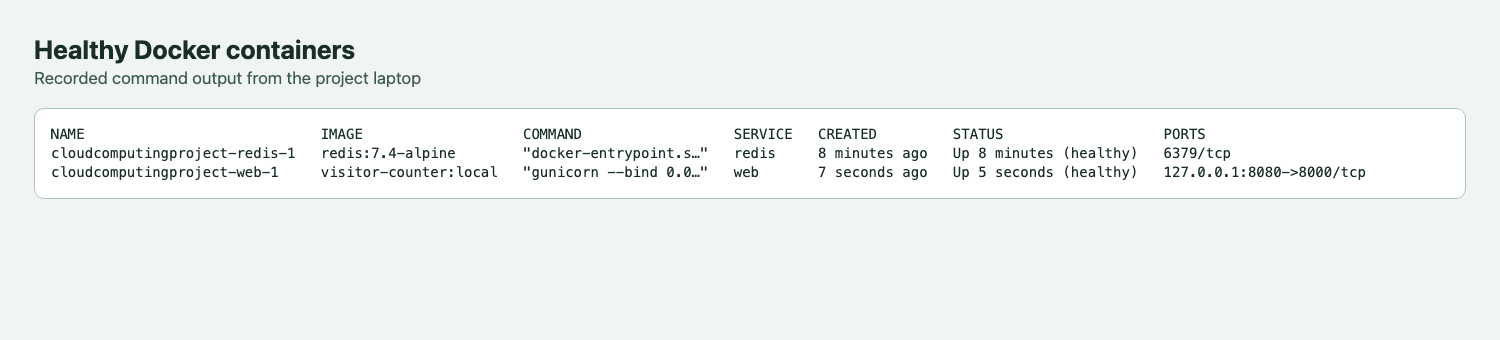 Healthy Docker containers
Recorded command output from the project laptop
NAME IMAGE COMMAND SERVICE CREATED STATUS PORTS
cloudcomputingproject-redis-1 redis:7.4-alpine "docker-entrypoint.s…" redis 8 minutes ago Up 8 minutes (healthy) 6379/tcp
cloudcomputingproject-web-1 visitor-counter:local "gunicorn --bind 0.0…" web 7 seconds ago Up 5 seconds (healthy) 127.0.0.1:8080->8000/tcp